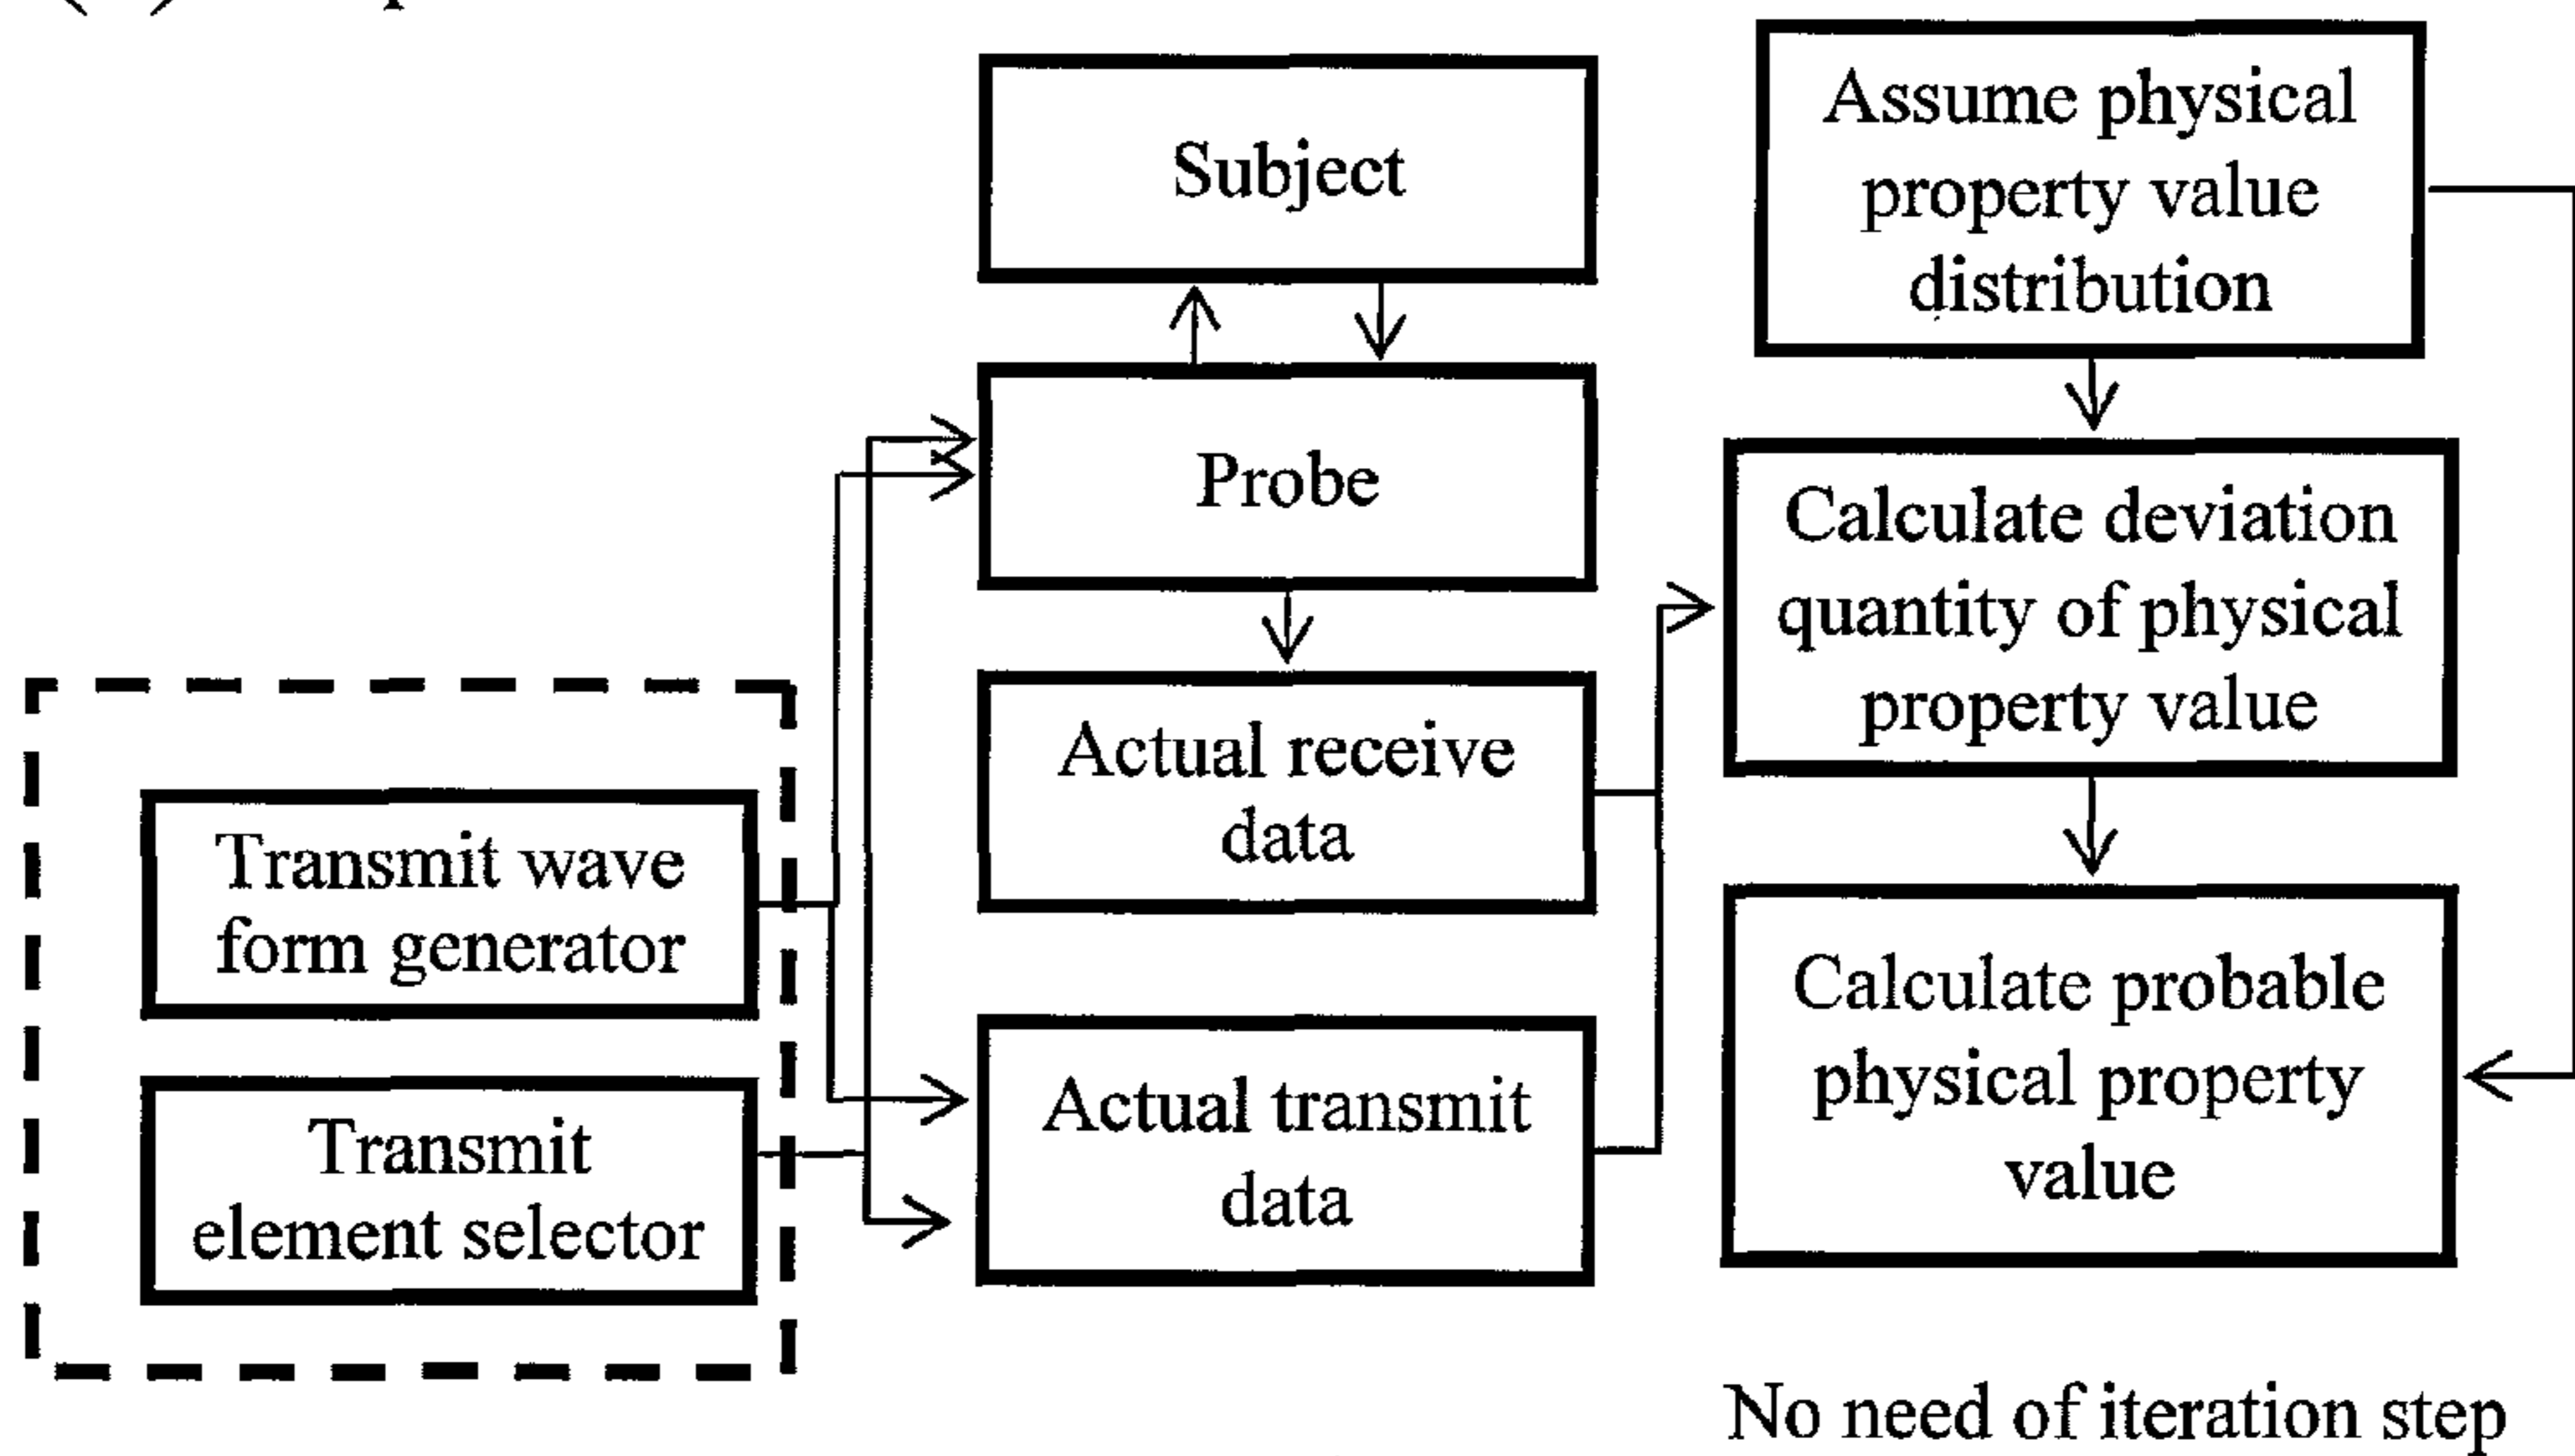 Subject
Probe
Actual receive
data
Actual transmit
data
Transmit wave
form generator
Transmit
element selector
Assume physical
property value
distribution
Calculate deviation
quantity of physical
property value
Calculate probable
physical property
value
No need of iteration step